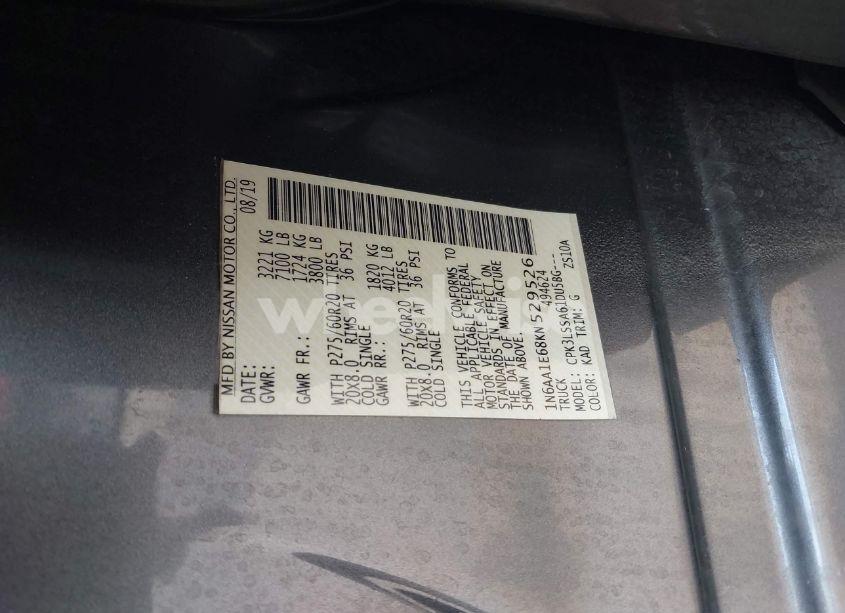 MFD BY NISSAN MOTOR CO., LTD.
DATE: 08/19
GVWR: 3221 KG
7100 LB
GAWR FR.: 1724 KG
3800 LB
WITH P275/60R20 TIRES
20X8.0 RIMS AT 36 PSI
COLD SINGLE
GAWR RR.: 1820 KG
4012 LB
WITH P275/60R20 TIRES
20X8.0 RIMS AT 36 PSI
COLD SINGLE
THIS VEHICLE CONFORMS TO
ALL APPLICABLE FEDERAL
MOTOR VEHICLE SAFETY
STANDARDS IN EFFECT ON
THE DATE OF MANUFACTURE
SHOWN ABOVE.
1N6AA1E68KN529526
TRUCK 494624
MODEL: CPK3LSSA61DU5BG---
COLOR: KAD TRIM: G ZS10A